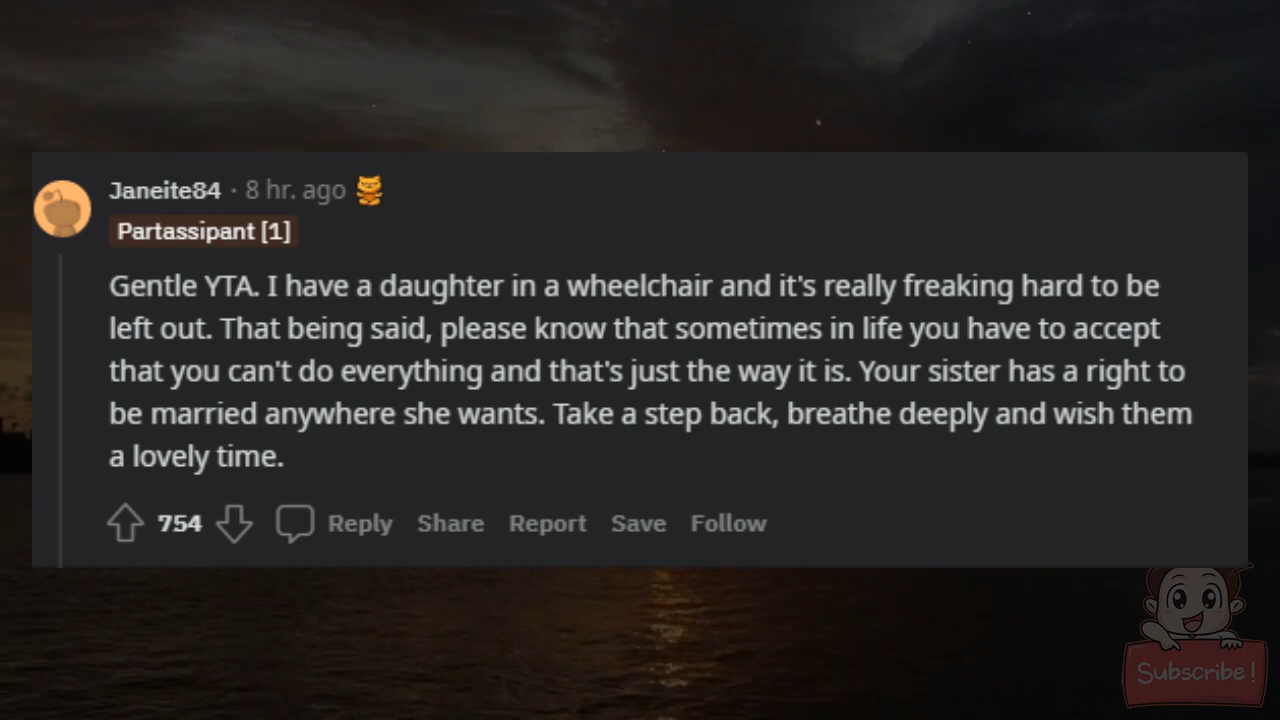 Janeite84 · 8 hr. ago
Partassipant [1]
Gentle YTA. I have a daughter in a wheelchair and it's really freaking hard to be
left out. That being said, please know that sometimes in life you have to accept
that you can't do everything and that's just the way it is. Your sister has a right to
be married anywhere she wants. Take a step back, breathe deeply and wish them
a lovely time.
754 Reply Share Report Save Follow
Subscribe!